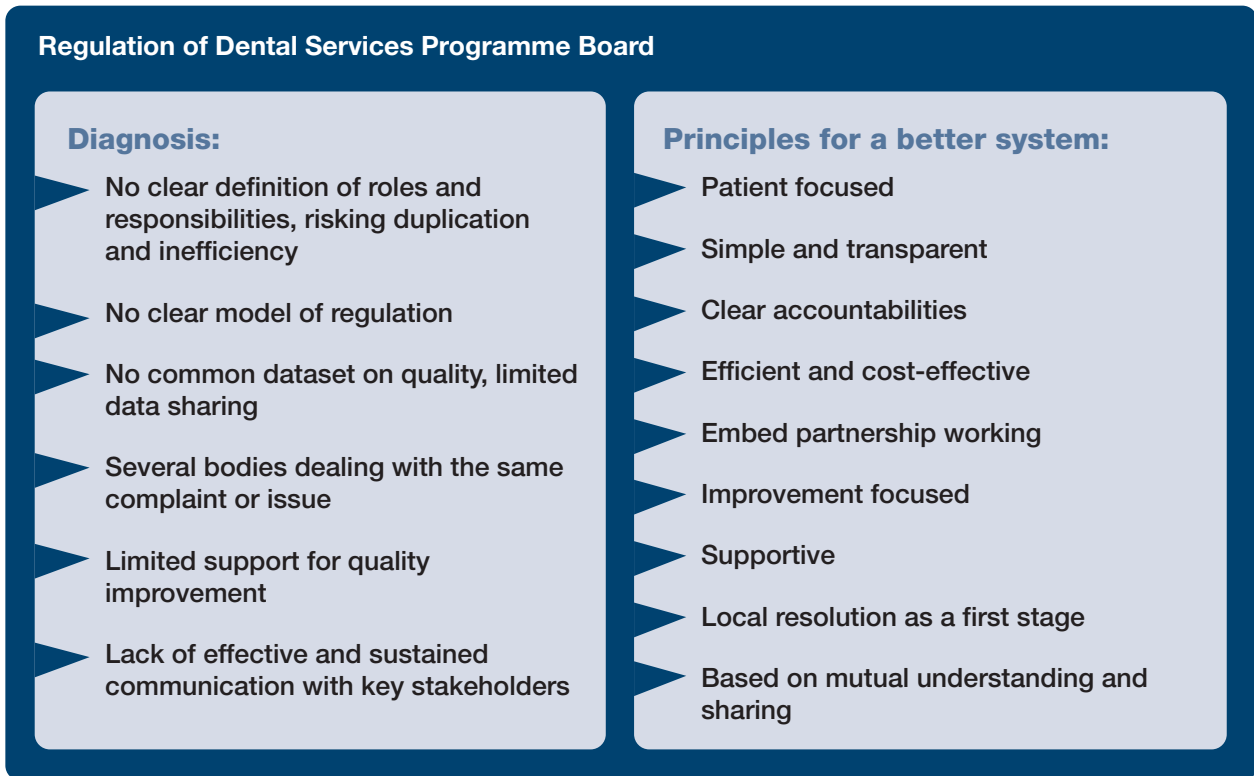 Regulation of Dental Services Programme Board
Diagnosis:
No clear definition of roles and
responsibilities, risking duplication
and inefficiency
No clear model of regulation
No common dataset on quality, limited
data sharing
Several bodies dealing with the same
complaint or issue
Limited support for quality
improvement
Lack of effective and sustained
communication with key stakeholders
Principles for a better system:
Patient focused
Simple and transparent
Clear accountabilities
Efficient and cost-effective
Embed partnership working
Improvement focused
Supportive
Local resolution as a first stage
Based on mutual understanding and
sharing